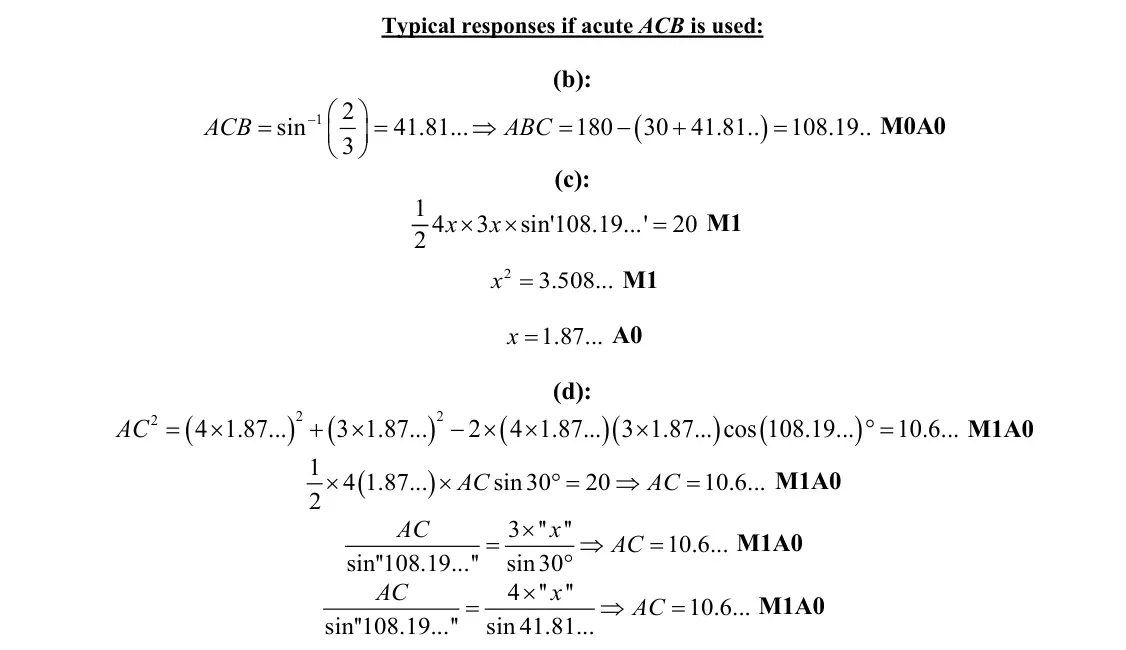 Typical responses if acute ACB is used:
(b):
ACB = sin⁻¹(2/3) = 41.81... ⇒ ABC = 180 − (30 + 41.81..) = 108.19.. M0A0
(c):
1/2 4x × 3x × sin'108.19...' = 20 M1
x² = 3.508... M1
x = 1.87... A0
(d):
AC² = (4×1.87...)² + (3×1.87...)² − 2×(4×1.87...)(3×1.87...)cos(108.19...)° = 10.6... M1A0
1/2 × 4(1.87...) × AC sin 30° = 20 ⇒ AC = 10.6... M1A0
AC/sin"108.19..." = 3×"x"/sin 30° ⇒ AC = 10.6... M1A0
AC/sin"108.19..." = 4×"x"/sin 41.81... ⇒ AC = 10.6... M1A0